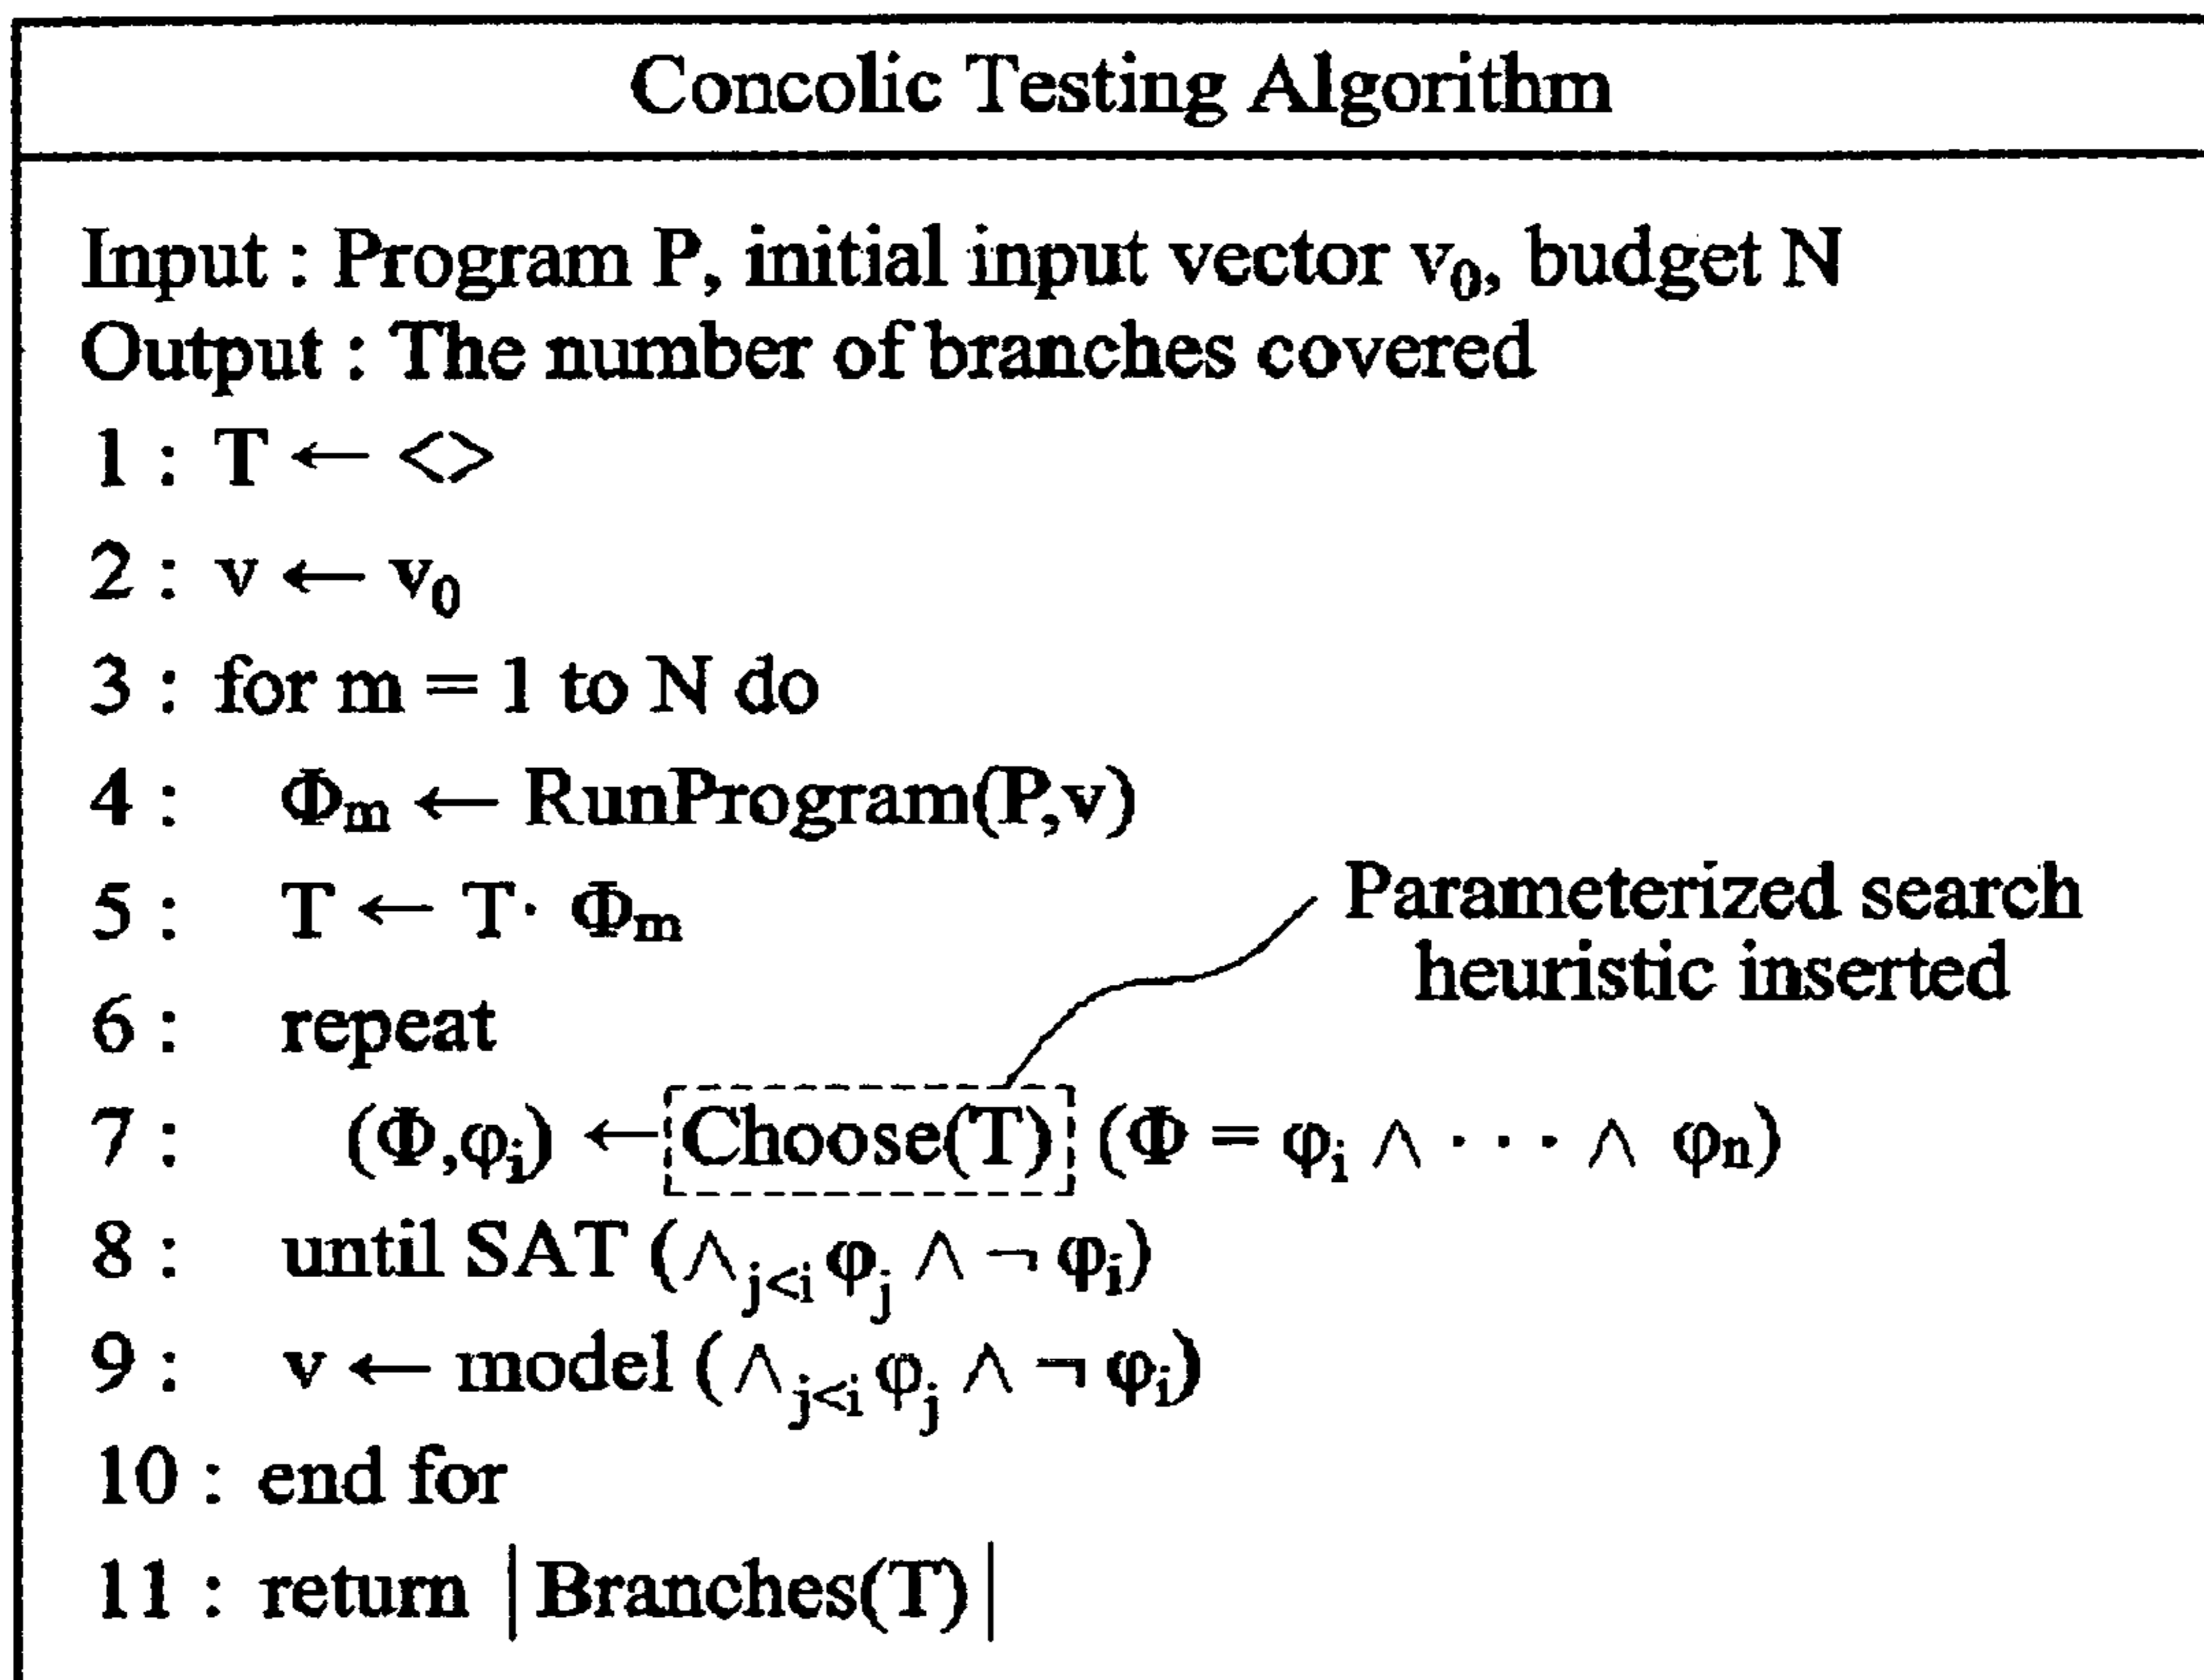 Concolic Testing Algorithm
Input : Program P, initial input vector v₀, budget N
Output : The number of branches covered
1 : T ← <>
2 : v ← v₀
3 : for m = 1 to N do
4 : Φₘ ← RunProgram(P,v)
5 : T ← T· Φₘ
Parameterized search
heuristic inserted
6 : repeat
7 : (Φ,φᵢ) ← Choose(T) (Φ = φᵢ ∧ ··· ∧ φₙ)
8 : until SAT (∧_{j<i} φⱼ ∧ ¬ φᵢ)
9 : v ← model (∧_{j<i} φⱼ ∧ ¬ φᵢ)
10 : end for
11 : return |Branches(T)|